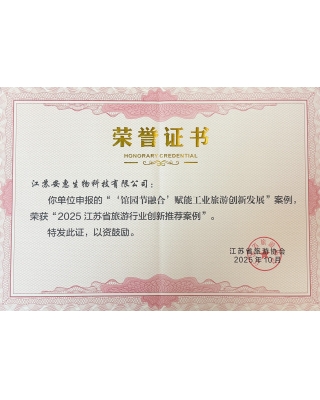 荣誉证书
HONORARY CREDENTIAL
江苏安惠生物科技有限公司：
你单位申报的“‘馆园节融合’赋能工业旅游创新发展”案例，
荣获“2025江苏省旅游行业创新推荐案例”。
特发此证，以资鼓励。
江苏省旅游协会
2025年10月